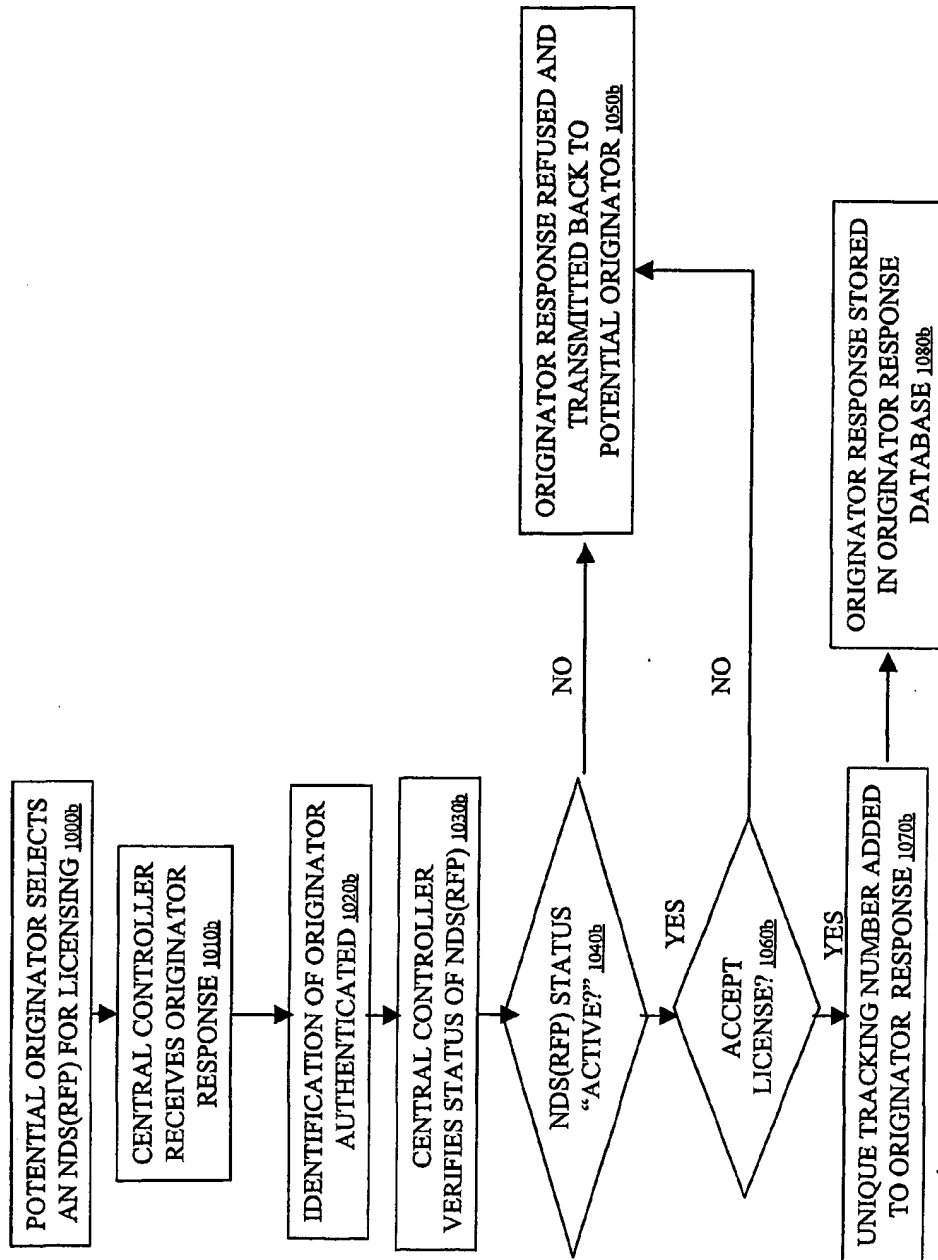 POTENTIAL ORIGINATOR SELECTS
AN NDS(RFP) FOR LICENSING 1000b
CENTRAL CONTROLLER
RECEIVES ORIGINATOR
RESPONSE 1010b
IDENTIFICATION OF ORIGINATOR
AUTHENTICATED 1020b
CENTRAL CONTROLLER
VERIFIES STATUS OF NDS(RFP) 1030b
NDS(RFP) STATUS
“ACTIVE?” 1040b
NO
ORIGINATOR RESPONSE REFUSED AND
TRANSMITTED BACK TO
POTENTIAL ORIGINATOR 1050b
YES
ACCEPT
LICENSE? 1060b
NO
YES
UNIQUE TRACKING NUMBER ADDED
TO ORIGINATOR RESPONSE 1070b
ORIGINATOR RESPONSE STORED
IN ORIGINATOR RESPONSE
DATABASE 1080b